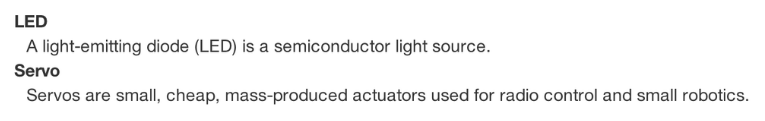 LED
A light-emitting diode (LED) is a semiconductor light source.
Servo
Servos are small, cheap, mass-produced actuators used for radio control and small robotics.